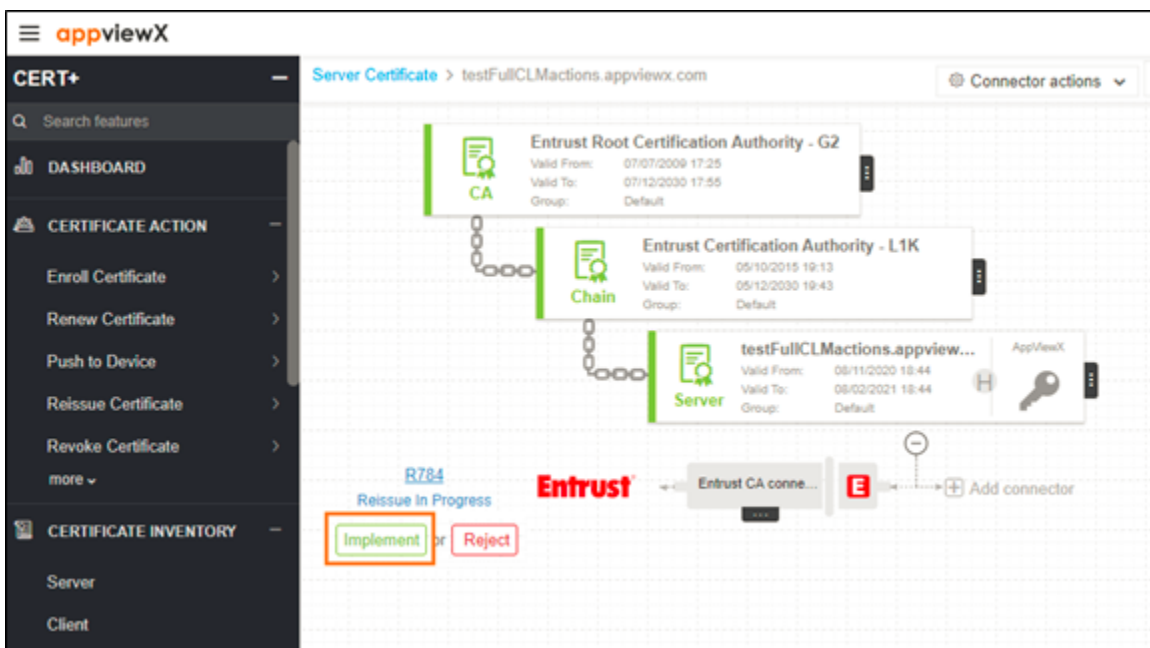 appviewX
CERT+
Server Certificate > testFullCLMactions.appviewx.com
Connector actions
Search features
DASHBOARD
CERTIFICATE ACTION
Enroll Certificate
Renew Certificate
Push to Device
Reissue Certificate
Revoke Certificate
more
CERTIFICATE INVENTORY
Server
Client
Entrust Root Certification Authority - G2
Valid From: 07/07/2009 17:25
Valid To: 07/12/2030 17:55
Group: Default
CA
Entrust Certification Authority - L1K
Valid From: 05/10/2015 19:13
Valid To: 05/12/2030 19:43
Group: Default
Chain
testFullCLMactions.appview...
Valid From: 08/11/2020 18:44
Valid To: 08/02/2021 18:44
Group: Default
Server
H
AppViewX
R784
Reissue In Progress
Implement or Reject
Entrust
Entrust CA conne...
E
Add connector